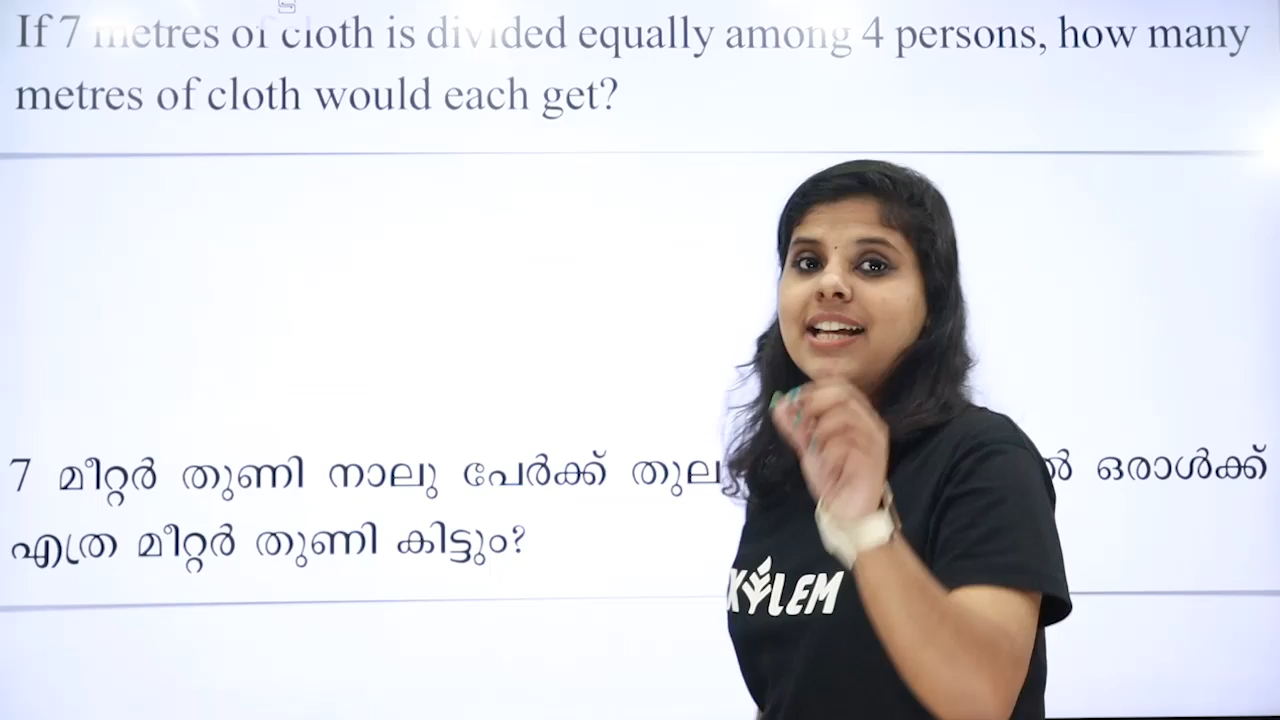 If 7 metres of cloth is divided equally among 4 persons, how many
metres of cloth would each get?
7 മീറ്റർ തുണി നാലു പേർക്ക് ഒരാൾക്ക്
എത്ര മീറ്റർ തുണി കിട്ടും?
XYLEM